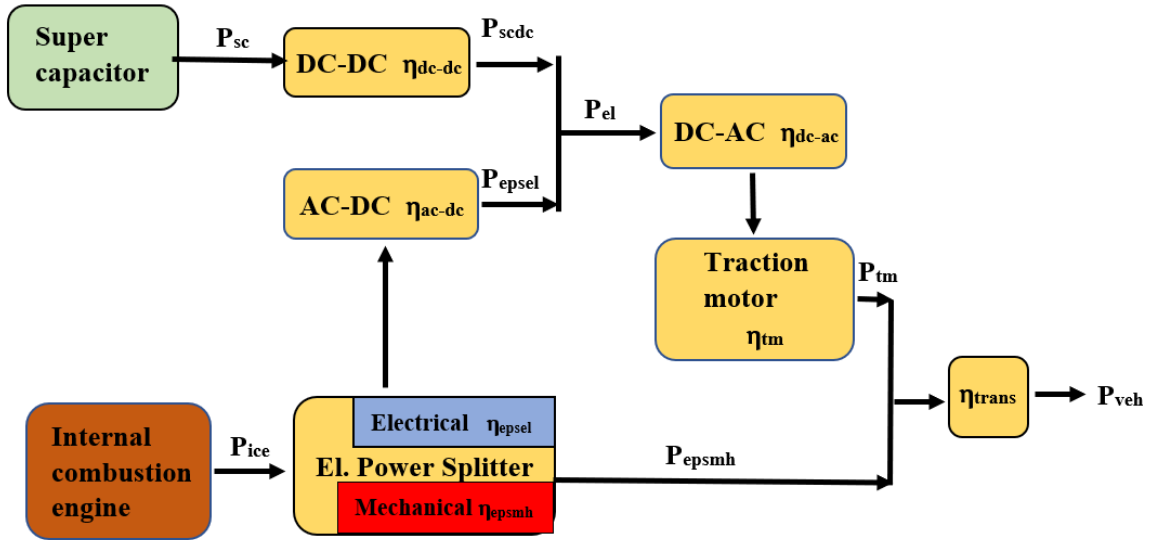 Super
capacitor
Psc
DC-DC ηdc-dc
Pscdc
Pel
DC-AC ηdc-ac
AC-DC ηac-dc
Pepsel
Traction
motor
ηtm
Ptm
ηtrans
Pveh
Internal
combustion
engine
Pice
Electrical ηepsel
El. Power Splitter
Mechanical ηepsmh
Pepsmh